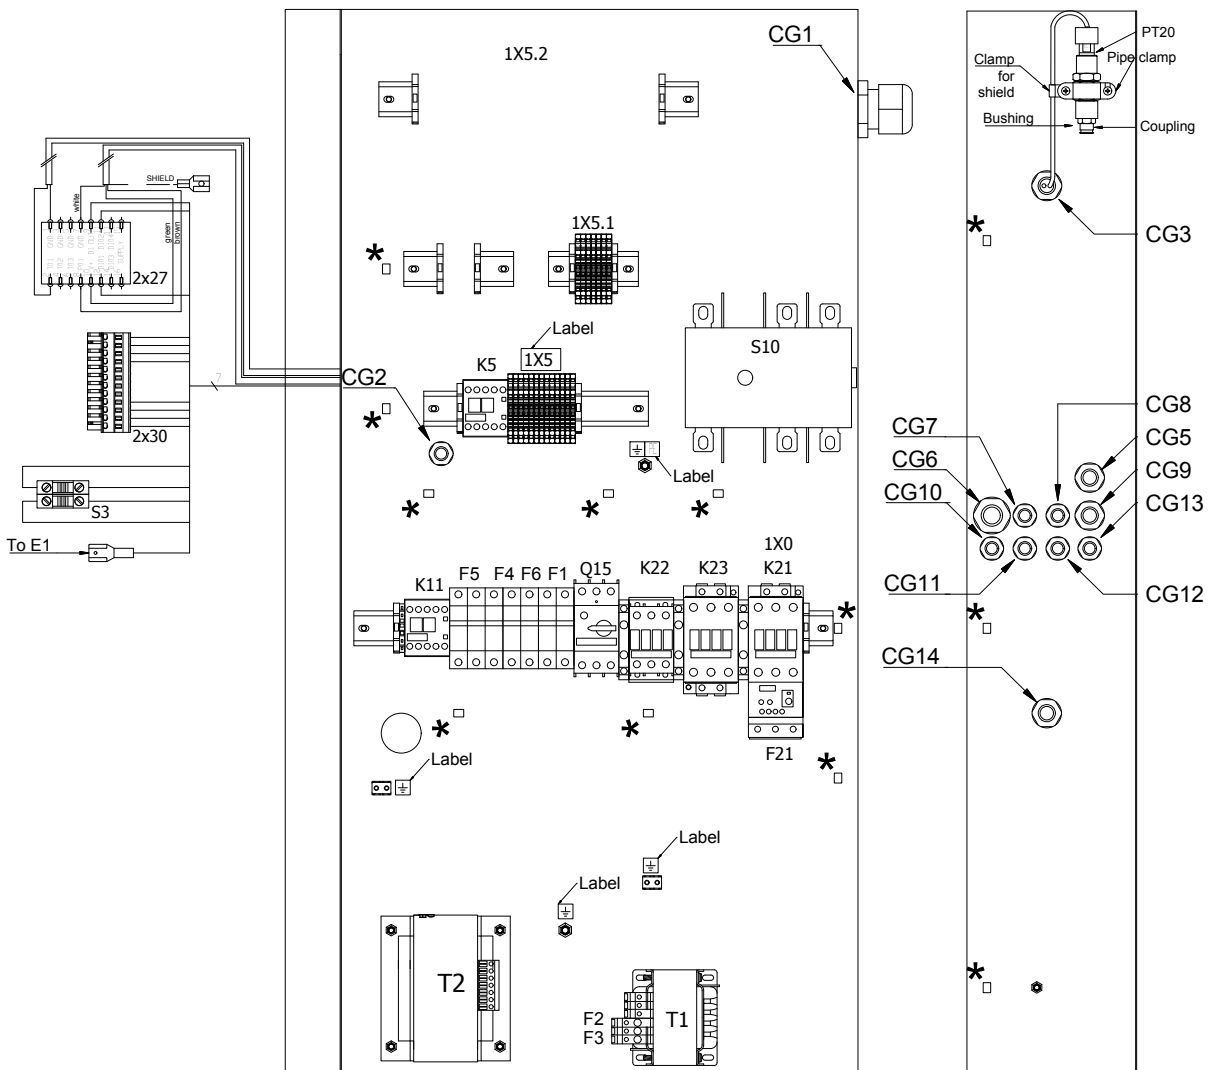 1X5.2
CG1
PT20
Clamp
for
shield
Pipe clamp
Bushing
Coupling
SHIELD
white
green
brown
2x27
CG3
1X5.1
Label
1X5
K5
S10
CG2
7
2x30
Label
S3
To E1
CG7
CG6
CG10
CG8
CG5
CG9
CG13
CG11
CG12
CG14
K11
F5
F4
F6
F1
Q15
K22
K23
1X0
K21
F21
Label
Label
Label
T2
T1
F2
F3